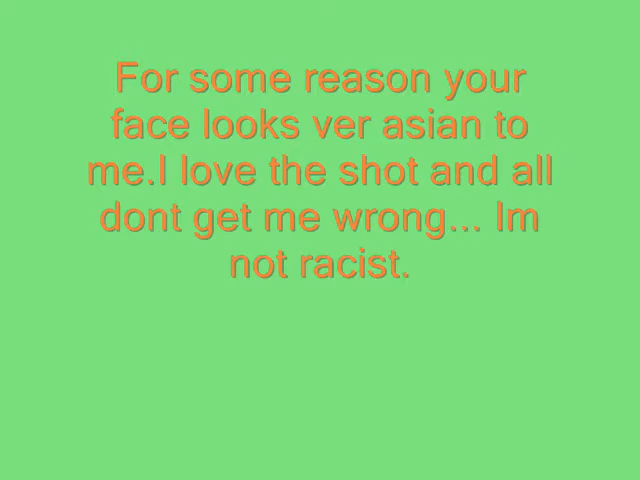 For some reason your
face looks ver asian to
me.I love the shot and all
dont get me wrong... Im
not racist.